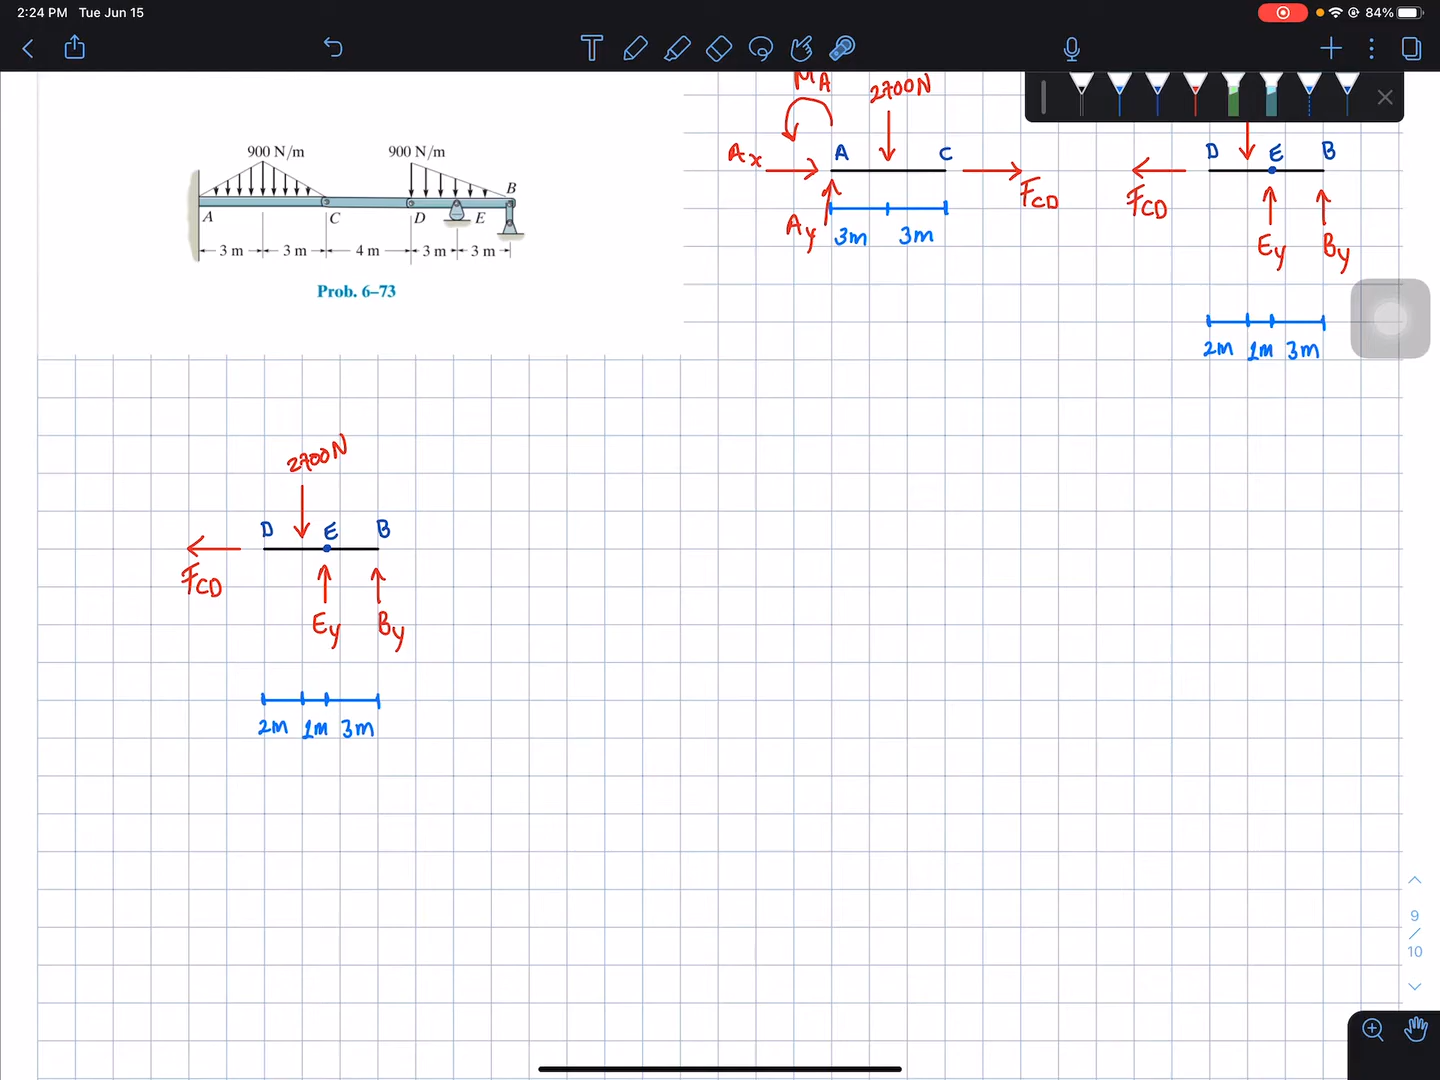 2:24 PM Tue Jun 15
84%
T
900 N/m
900 N/m
A
C
D
E
B
3 m
3 m
4 m
3 m
3 m
Prob. 6–73
MA
2700N
Ax
A
C
FCD
Ay
3m
3m
D
E
B
FCD
Ey
By
2m
1m
3m
2700N
D
E
B
FCD
Ey
By
2m
1m
3m
9
/
10